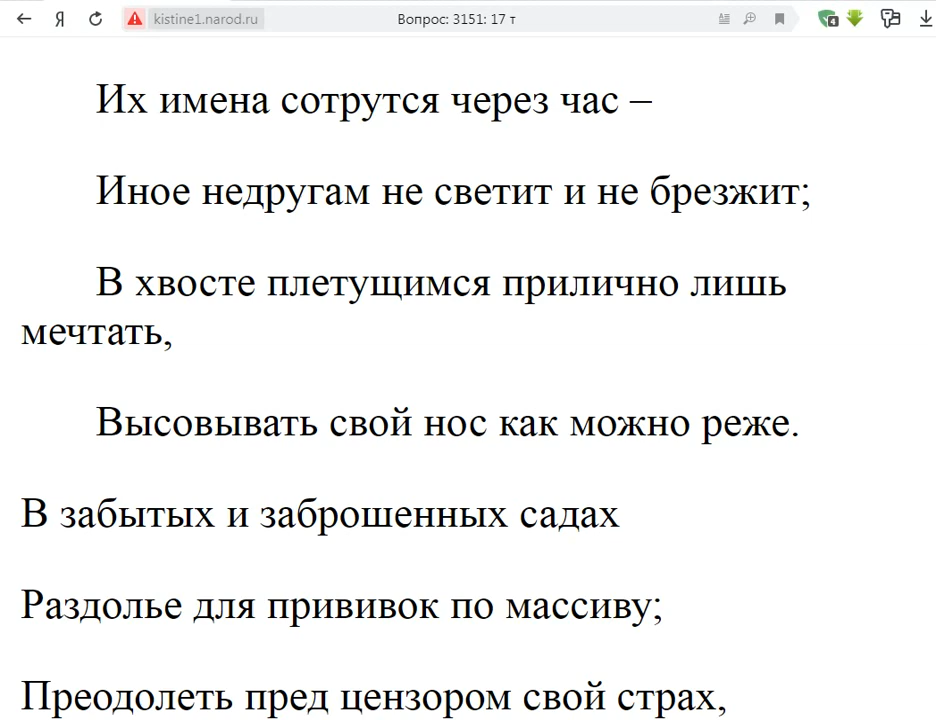 Я kistine1.narod.ru Вопрос: 3151: 17 т 4
Их имена сотрутся через час –
Иное недругам не светит и не брезжит;
В хвосте плетущимся прилично лишь
мечтать,
Высовывать свой нос как можно реже.
В забытых и заброшенных садах
Раздолье для прививок по массиву;
Преодолеть пред цензором свой страх,